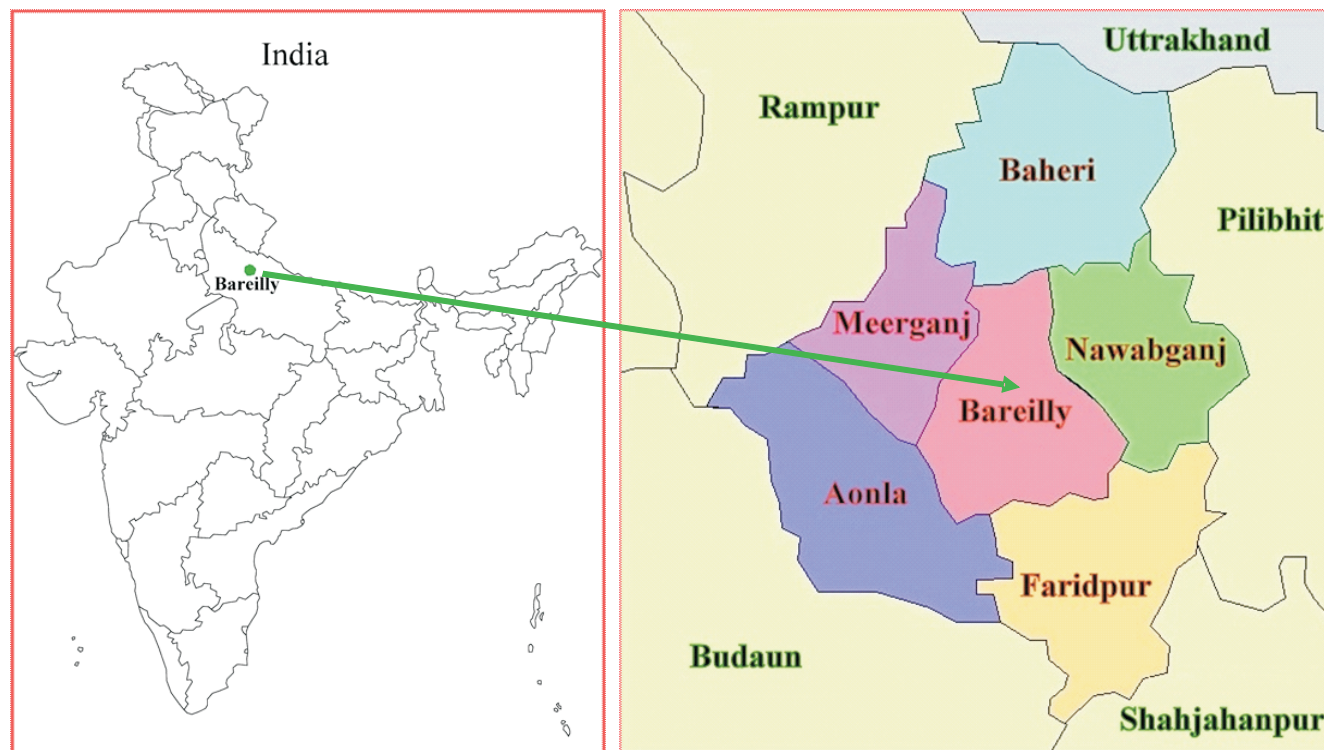 India
Bareilly
Uttrakhand
Rampur
Baheri
Pilibhit
Meerganj
Nawabganj
Bareilly
Aonla
Faridpur
Budaun
Shahjahanpur